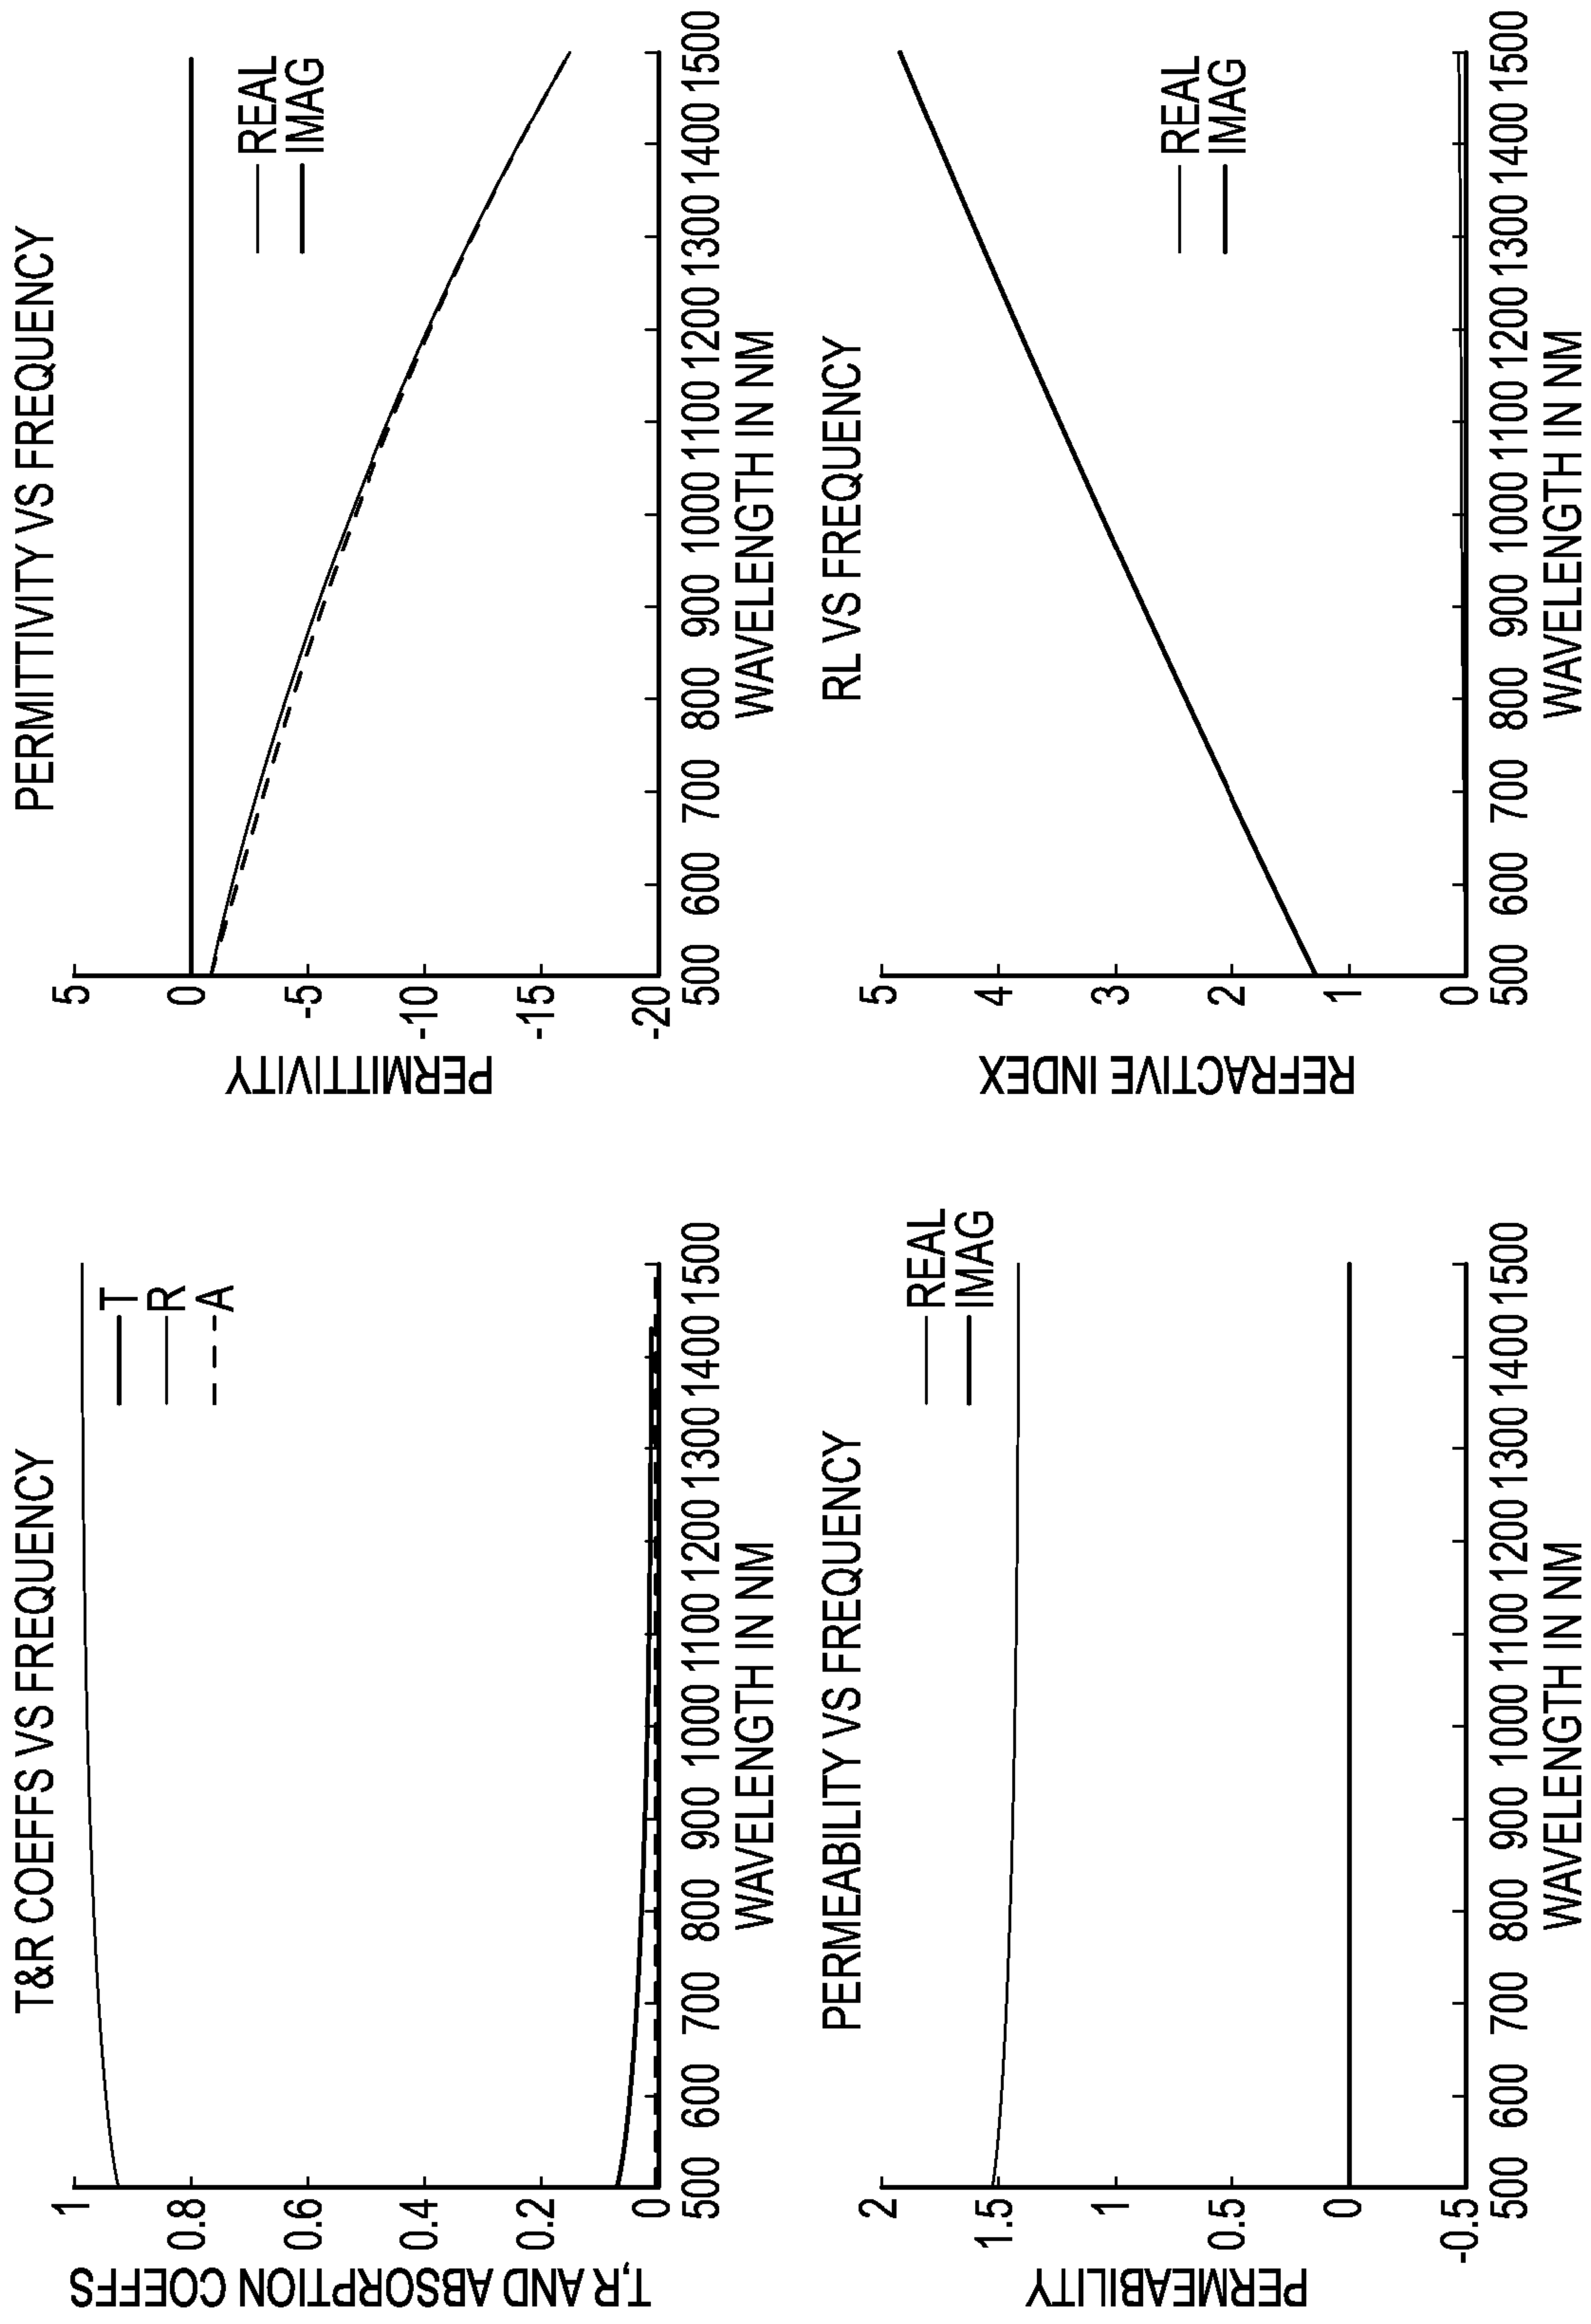 T&R COEFFS VS FREQUENCY
T,R AND ABSORPTION COEFFS
1
0.8
0.6
0.4
0.2
0
500 600 700 800 900 1000 1100 1200 1300 1400 1500
WAVELENGTH IN NM
T
R
A
PERMITTIVITY VS FREQUENCY
PERMITTIVITY
5
0
-5
-10
-15
-20
500 600 700 800 900 1000 1100 1200 1300 1400 1500
WAVELENGTH IN NM
REAL
IMAG
PERMEABILITY VS FREQUENCY
PERMEABILITY
2
1.5
1
0.5
0
-0.5
500 600 700 800 900 1000 1100 1200 1300 1400 1500
WAVELENGTH IN NM
REAL
IMAG
RL VS FREQUENCY
REFRACTIVE INDEX
5
4
3
2
1
0
500 600 700 800 900 1000 1100 1200 1300 1400 1500
WAVELENGTH IN NM
REAL
IMAG